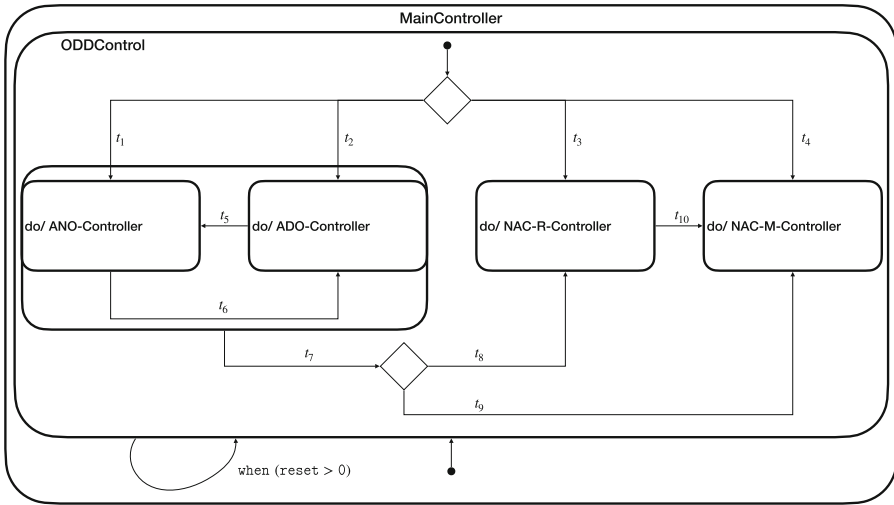 MainController
ODDControl
t₁
t₂
t₃
t₄
do/ ANO-Controller
t₅
do/ ADO-Controller
do/ NAC-R-Controller
t₁₀
do/ NAC-M-Controller
t₆
t₇
t₈
t₉
when (reset > 0)